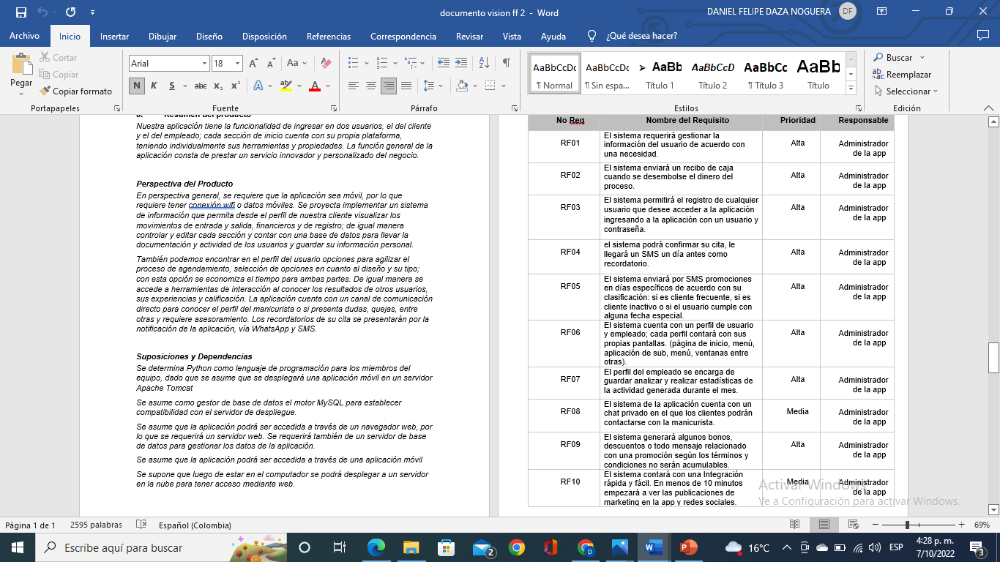 documento vision ff 2 - Word
DANIEL FELIPE DAZA NOGUERA
DF
Archivo Inicio Insertar Dibujar Diseño Disposición Referencias Correspondencia Revisar Vista Ayuda ¿Qué desea hacer?
Pegar
Cortar
Copiar
Copiar formato
Portapapeles
Arial 18
Aa
N K S abc x₂ x²
Fuente
Párrafo
AaBbCcDc AaBbCcDc AaBb AaBbCcD AaBbCc AaBb
¶ Normal ¶ Sin espa... Título 1 Título 2 ¶ Título 3 Título
Estilos
Buscar
Reemplazar
Seleccionar
Edición
Resumen del producto
Nuestra aplicación tiene la funcionalidad de ingresar en dos usuarios, el del cliente
y el del empleado; cada sección de inicio cuenta con su propia plataforma,
teniendo individualmente sus herramientas y propiedades. La función general de la
aplicación consta de prestar un servicio innovador y personalizado del negocio.
Perspectiva del Producto
En perspectiva general, se requiere que la aplicación sea móvil, por lo que
requiere tener conexión wifi o datos móviles. Se proyecta implementar un sistema
de información que permita desde el perfil de nuestra cliente visualizar los
movimientos de entrada y salida, financieros y de registro; de igual manera
controlar y editar cada sección y contar con una base de datos para llevar la
documentación y actividad de los usuarios y guardar su información personal.
También podemos encontrar en el perfil del usuario opciones para agilizar el
proceso de agendamiento, selección de opciones en cuanto al diseño y su tipo;
con esta opción se economiza el tiempo para ambas partes. De igual manera se
accede a herramientas de interacción al conocer los resultados de otros usuarios,
sus experiencias y calificación. La aplicación cuenta con un canal de comunicación
directo para conocer el perfil del manicurista o si presenta dudas, quejas, entre
otras y requiere asesoramiento. Los recordatorios de su cita se presentarán por la
notificación de la aplicación, vía WhatsApp y SMS.
Suposiciones y Dependencias
Se determina Python como lenguaje de programación para los miembros del
equipo, dado que se asume que se desplegará una aplicación móvil en un servidor
Apache Tomcat
Se asume como gestor de base de datos el motor MySQL para establecer
compatibilidad con el servidor de despliegue.
Se asume que la aplicación podrá ser accedida a través de un navegador web, por
lo que se requerirá un servidor web. Se requerirá también de un servidor de base
de datos para gestionar los datos de la aplicación.
Se asume que la aplicación podrá ser accedida a través de una aplicación móvil
Se supone que luego de estar en el computador se podrá desplegar a un servidor
en la nube para tener acceso mediante web.
No Req Nombre del Requisito Prioridad Responsable
RF01 El sistema requerirá gestionar la Alta Administrador
información del usuario de acuerdo con de la app
una necesidad.
RF02 El sistema enviará un recibo de caja Alta Administrador
cuando se desembolse el dinero del de la app
proceso.
RF03 El sistema permitirá el registro de cualquier Alta Administrador
usuario que desee acceder a la aplicación de la app
ingresando a la aplicación con un usuario y
contraseña.
RF04 el sistema podrá confirmar su cita, le Alta Administrador
llegará un SMS un día antes como de la app
recordatorio.
RF05 El sistema enviará por SMS promociones Alta Administrador
en días específicos de acuerdo con su de la app
clasificación: si es cliente frecuente, si es
cliente inactivo o si el usuario cumple con
alguna fecha especial.
RF06 El sistema cuenta con un perfil de usuario Alta Administrador
y empleado; cada perfil contará con sus de la app
propias pantallas. (página de inicio, menú,
aplicación de sub, menú, ventanas entre
otras).
RF07 El perfil del empleado se encarga de Alta Administrador
guardar analizar y realizar estadísticas de de la app
la actividad generada durante el mes.
RF08 El sistema de la aplicación cuenta con un Media Administrador
chat privado en el que los clientes podrán de la app
contactarse con la manicurista.
RF09 El sistema generará algunos bonos, Alta Administrador
descuentos o todo mensaje relacionado de la app
con una promoción según los términos y
condiciones no serán acumulables.
RF10 El sistema contará con una Integración Media Administrador
rápida y fácil. En menos de 10 minutos de la app
empezará a ver las publicaciones de
marketing en la app y redes sociales.
Activar Windows
Ve a Configuración para activar Windows.
Página 1 de 1 2595 palabras Español (Colombia) 69%
Escribe aquí para buscar
2
16°C
ESP
4:28 p. m.
7/10/2022
3